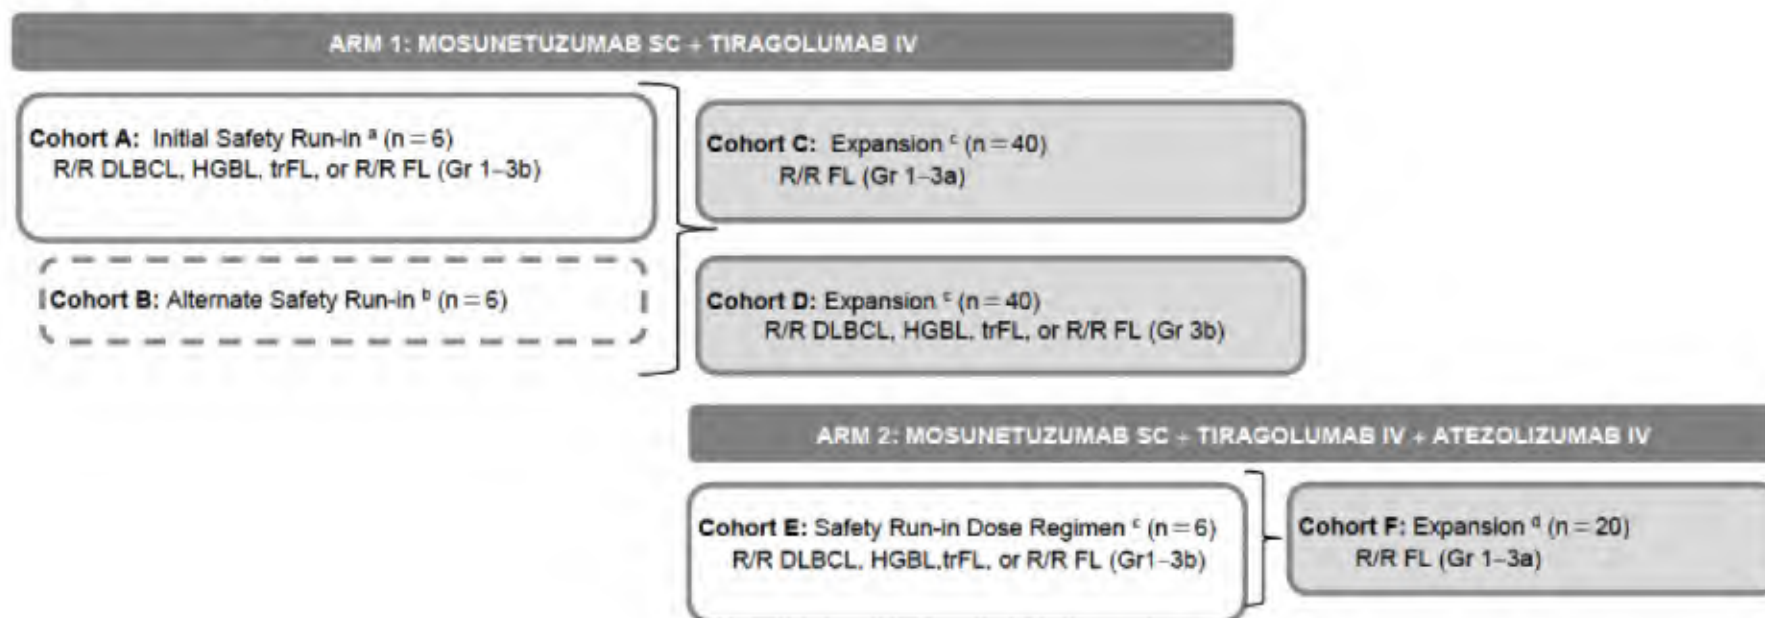 ARM 1: MOSUNETUZUMAB SC + TIRAGOLUMAB IV
Cohort A: Initial Safety Run-in a (n = 6)
R/R DLBCL, HGBL, trFL, or R/R FL (Gr 1–3b)
Cohort B: Alternate Safety Run-in b (n = 6)
Cohort C: Expansion c (n = 40)
R/R FL (Gr 1–3a)
Cohort D: Expansion c (n = 40)
R/R DLBCL, HGBL, trFL, or R/R FL (Gr 3b)
ARM 2: MOSUNETUZUMAB SC + TIRAGOLUMAB IV + ATEZOLIZUMAB IV
Cohort E: Safety Run-in Dose Regimen c (n = 6)
R/R DLBCL, HGBL,trFL, or R/R FL (Gr1–3b)
Cohort F: Expansion d (n = 20)
R/R FL (Gr 1–3a)